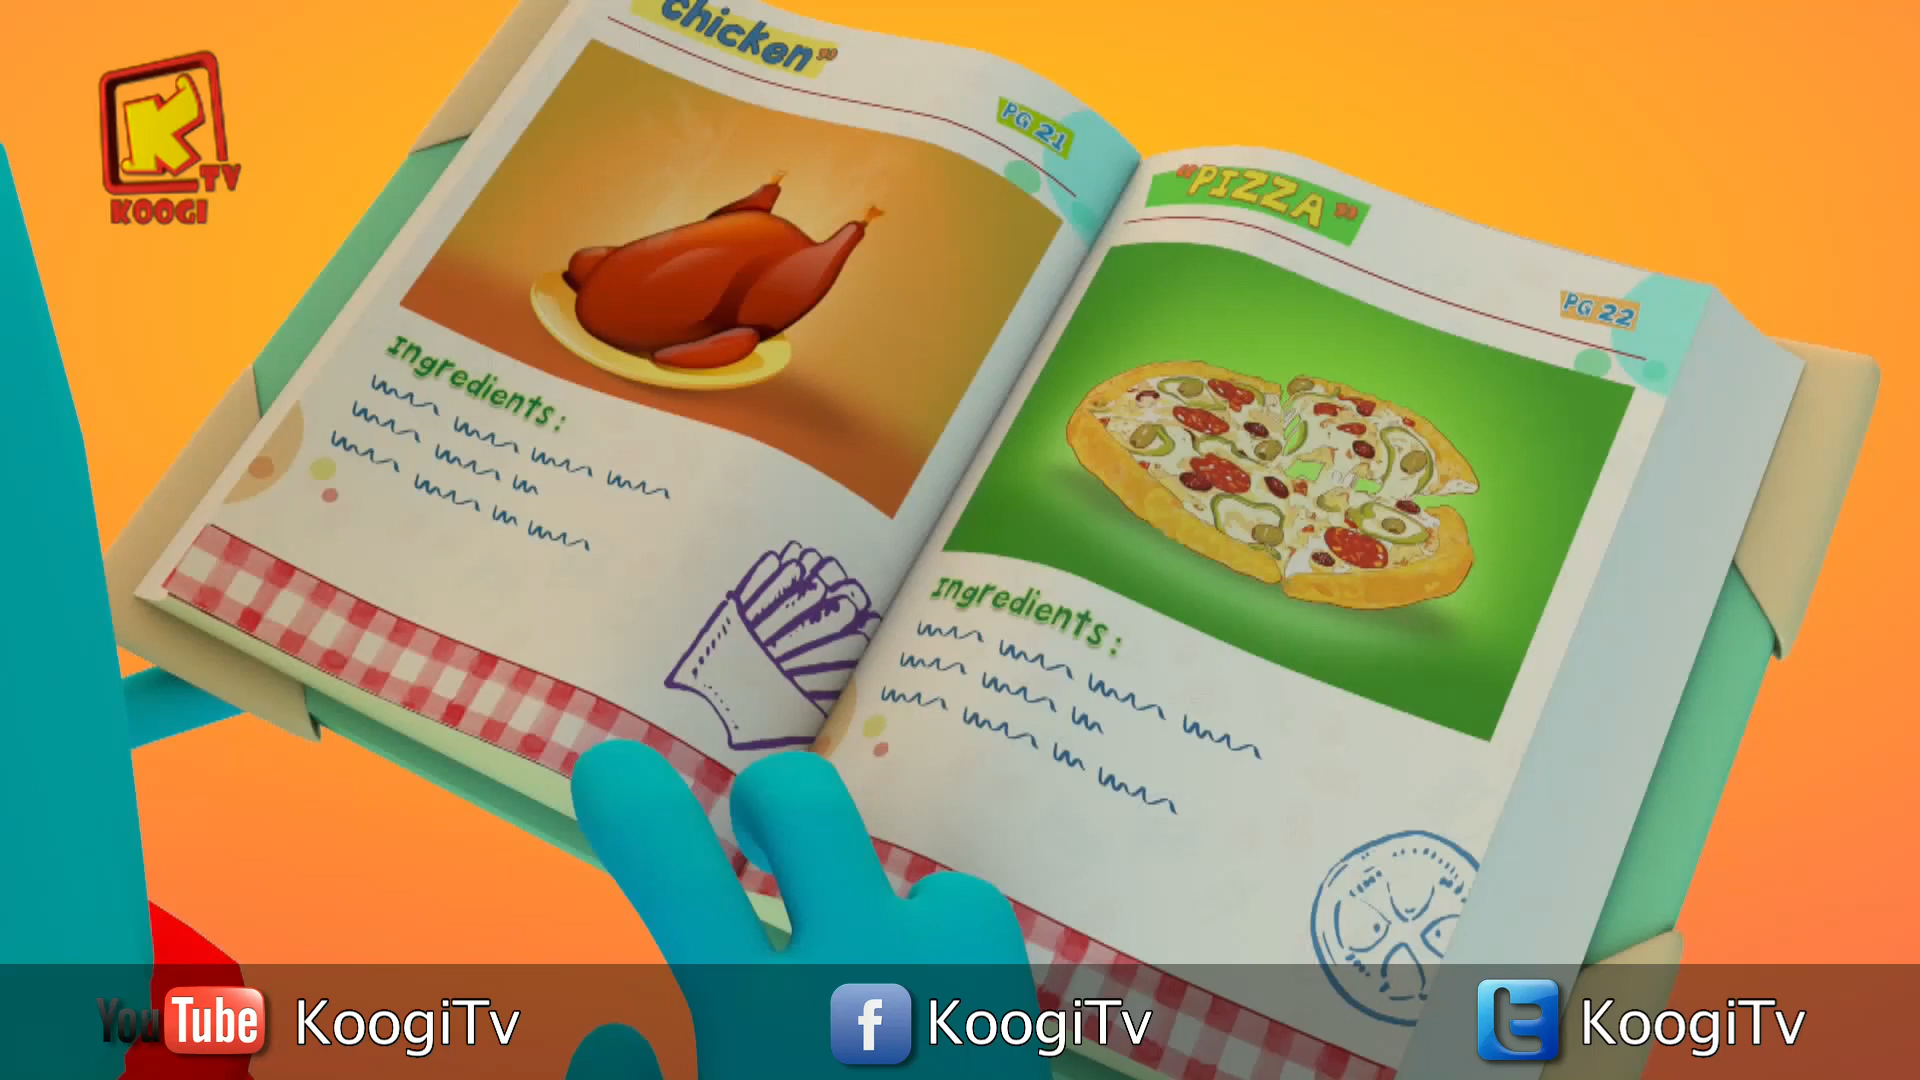 chicken”
PG 21
K
TV
KOOGI
“PIZZA”
PG 22
Ingredients:
Ingredients:
YouTube KoogiTv
f KoogiTv
t KoogiTv